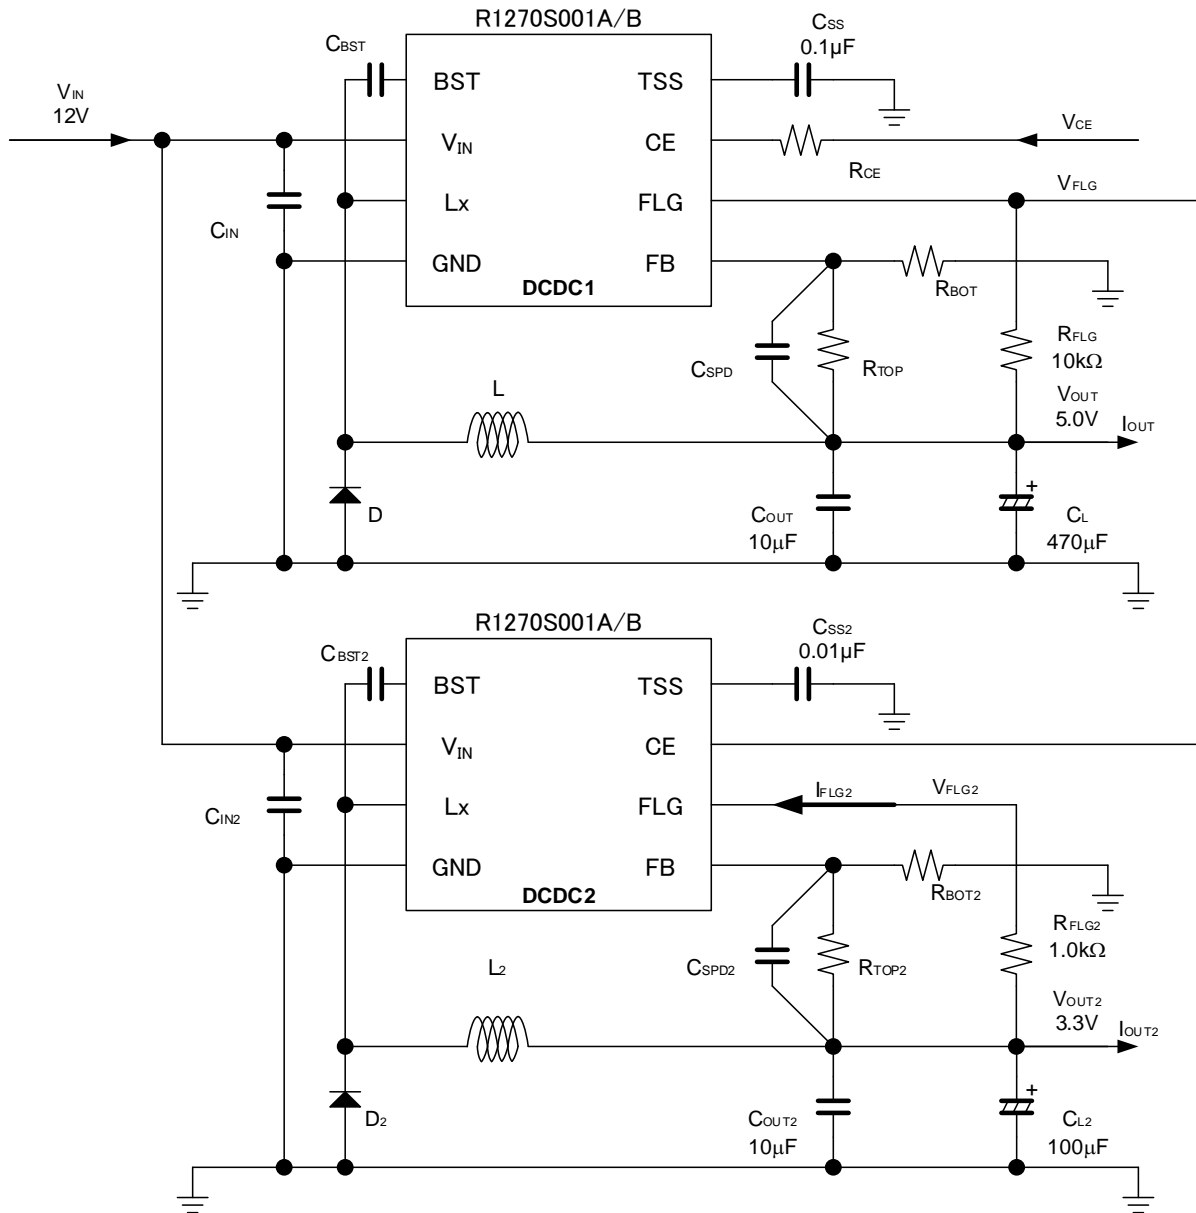 R1270S001A/B
CBST
CSS
0.1µF
BST
TSS
VIN
12V
VIN
CE
RCE
VCE
Lx
FLG
VFLG
CIN
GND
FB
DCDC1
RBOT
CSPD
RTOP
RFLG
10kΩ
L
VOUT
5.0V
IOUT
D
COUT
10µF
CL
+
470µF
R1270S001A/B
CBST2
CSS2
0.01µF
BST
TSS
VIN
CE
CIN2
Lx
FLG
IFLG2
VFLG2
GND
FB
DCDC2
RBOT2
L2
CSPD2
RTOP2
RFLG2
1.0kΩ
VOUT2
3.3V
IOUT2
D2
COUT2
10µF
CL2
+
100µF